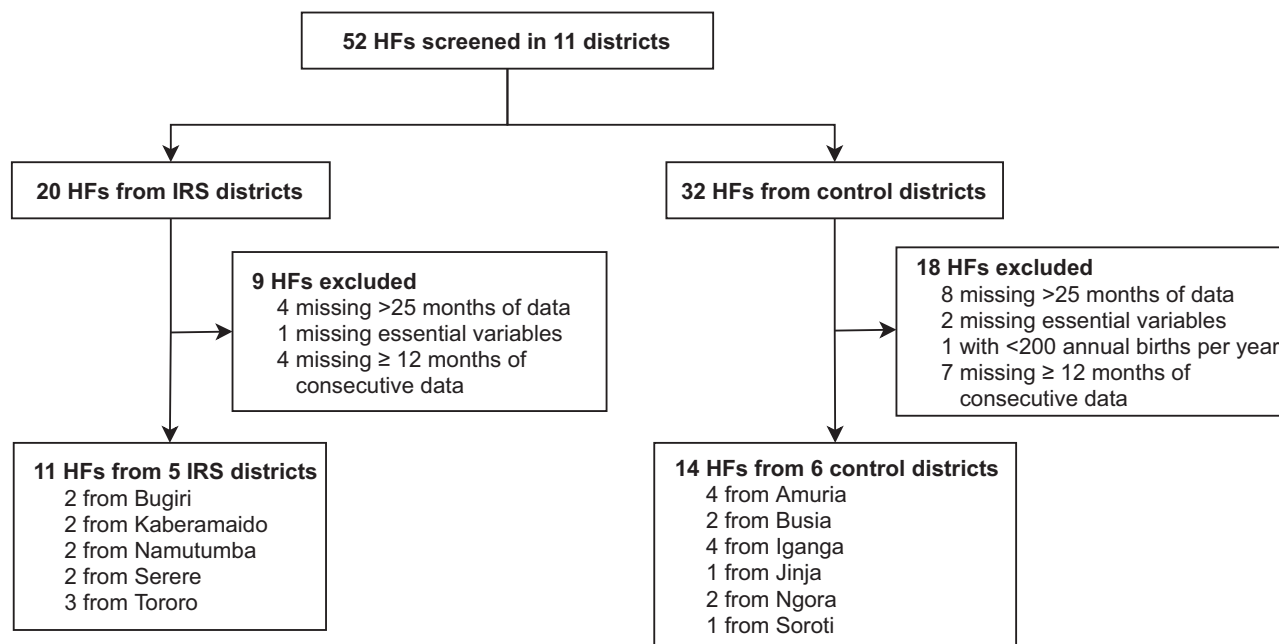 52 HFs screened in 11 districts
20 HFs from IRS districts
32 HFs from control districts
9 HFs excluded
4 missing >25 months of data
1 missing essential variables
4 missing ≥ 12 months of
consecutive data
18 HFs excluded
8 missing >25 months of data
2 missing essential variables
1 with <200 annual births per year
7 missing ≥ 12 months of
consecutive data
11 HFs from 5 IRS districts
2 from Bugiri
2 from Kaberamaido
2 from Namutumba
2 from Serere
3 from Tororo
14 HFs from 6 control districts
4 from Amuria
2 from Busia
4 from Iganga
1 from Jinja
2 from Ngora
1 from Soroti